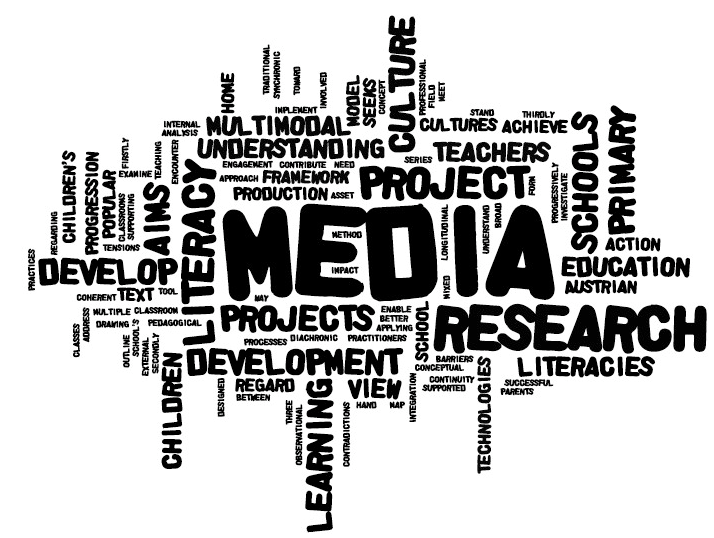 CULTURE
TRADITIONAL
SYNCHRONIC
TOWARD
INVOLVED
HOME
MODEL
SEEKS
CONCEPT
PROFESSIONAL
FIELD
MEET
IMPLEMENT
INTERNAL
ANALYSIS
MULTIMODAL
CULTURES
STAND
THIRDLY
ACHIEVE
UNDERSTANDING
TEACHERS
SERIES
ENGAGEMENT
CONTRIBUTE
NEED
APPROACH
FRAMEWORK
PRODUCTION
ASSET
PROJECT
FORM
PROGRESSIVELY
INVESTIGATE
SCHOOLS
PRIMARY
ENCOUNTER
TEACHING
FIRSTLY
EXAMINE
CHILDREN'S
REGARDING
PROGRESSION
POPULAR
CLASSROOMS
SUPPORTING
TENSIONS
AIMS
LITERACY
MEDIA
METHOD
IMPACT
LONGITUDINAL
UNDERSTAND
BROAD
MIXED
ACTION
EDUCATION
AUSTRIAN
PRACTICES
DEVELOP
COHERENT
TEXT
TOOL
WAY
MULTIPLE
CLASSROOM
DRAWING
PEDAGOGICAL
ADDRESS
CLASSES
OUTLINE
SCHOOL'S
EXTERNAL
SECONDLY
PROJECTS
ENABLE
BETTER
APPLYING
SCHOOL
RESEARCH
PROCESSES
DIACHRONIC
PRACTITIONERS
DEVELOPMENT
BARRIERS
CONCEPTUAL
LITERACIES
CONTINUITY
SUPPORTED
SUCCESSFUL
PARENTS
TECHNOLOGIES
CHILDREN
DESIGNED
REGARD
BETWEEN
VIEW
HAND
MAP
INTEGRATION
THREE
OBSERVATIONAL
LEARNING
CONTRADICTIONS